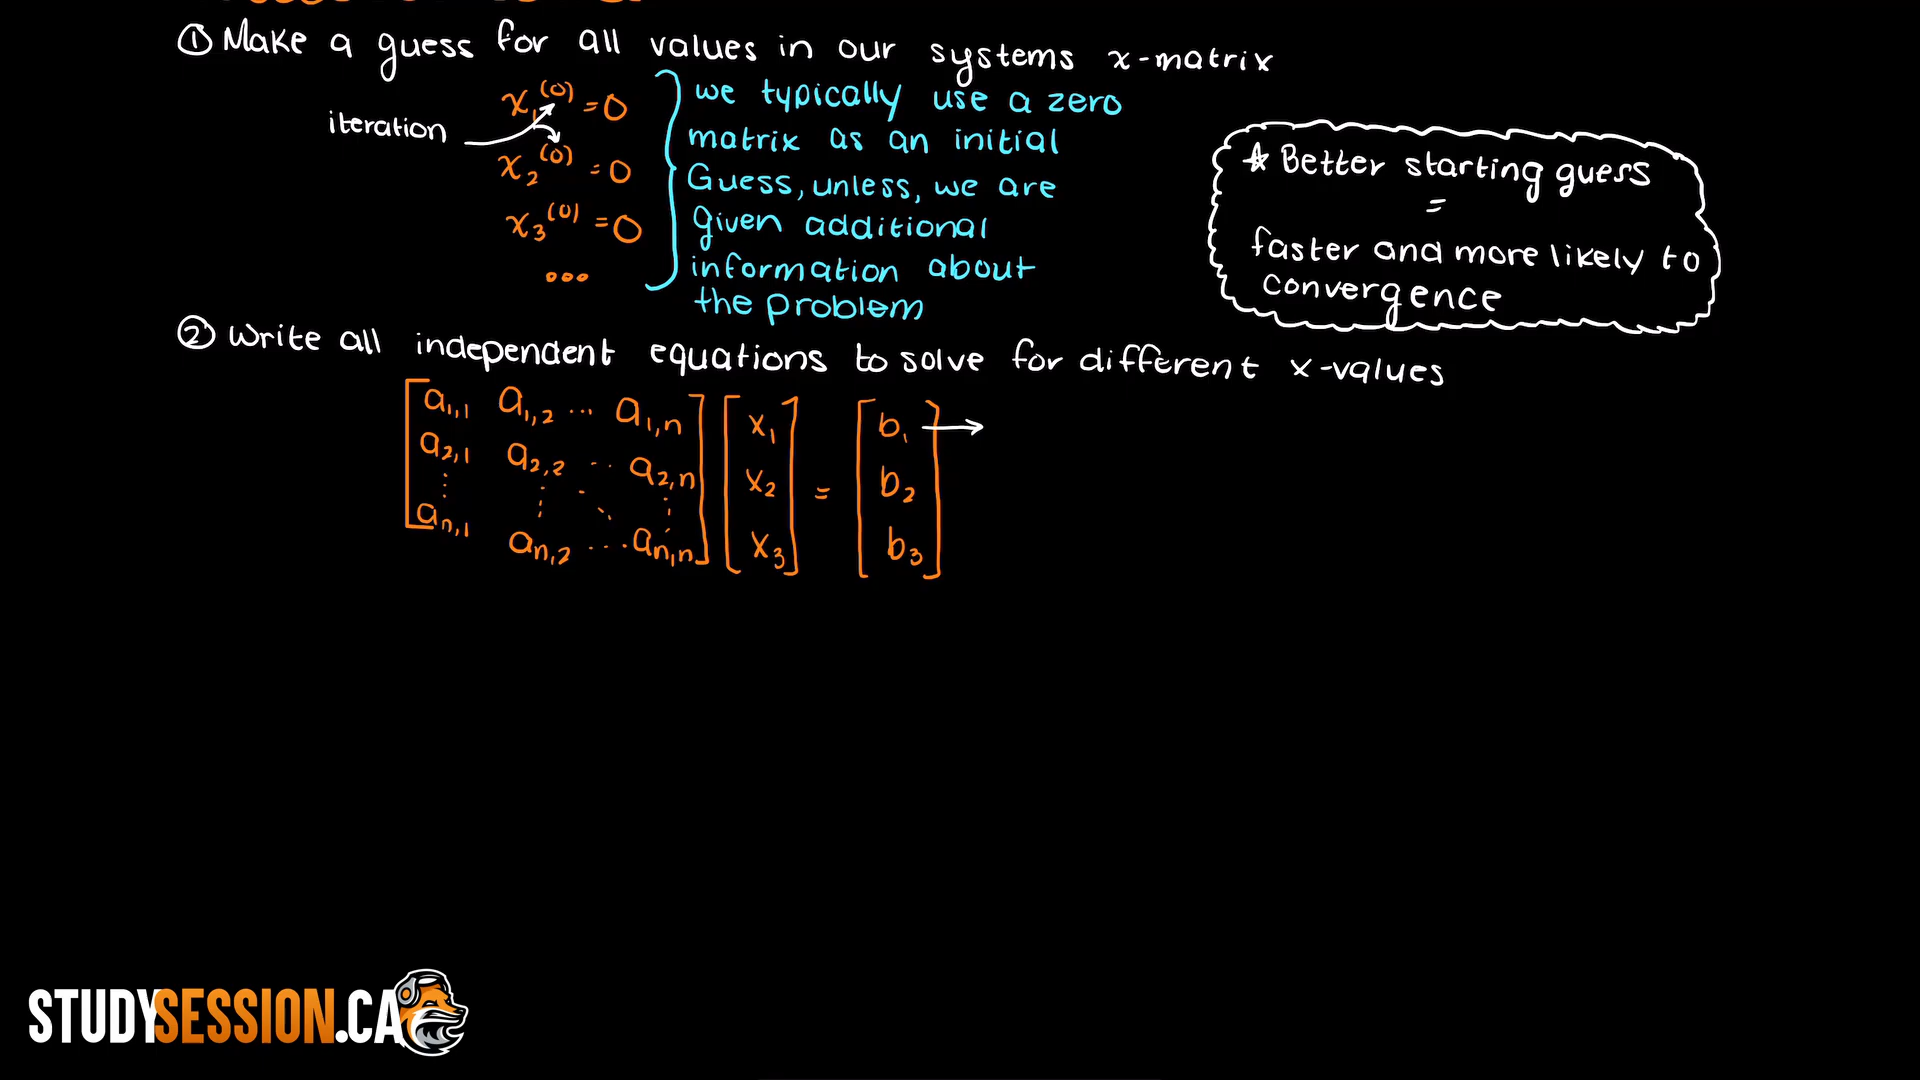 ① Make a guess for all values in our systems x-matrix
x₁⁽⁰⁾ = 0
iteration
x₂⁽⁰⁾ = 0
x₃⁽⁰⁾ = 0
...
we typically use a zero
matrix as an initial
Guess, unless, we are
given additional
information about
the problem
☆ Better starting guess
=
faster and more likely to
convergence
② Write all independent equations to solve for different x-values
[a₁,₁ a₁,₂ ... a₁,n] [x₁] [b₁] →
[a₂,₁ a₂,₂ ... a₂,n] [x₂] = [b₂]
[⋮ ⋮ ⋱ ⋮]
[aₙ,₁ aₙ,₂ ... aₙ,ₙ] [x₃] [b₃]
STUDYSESSION.CA